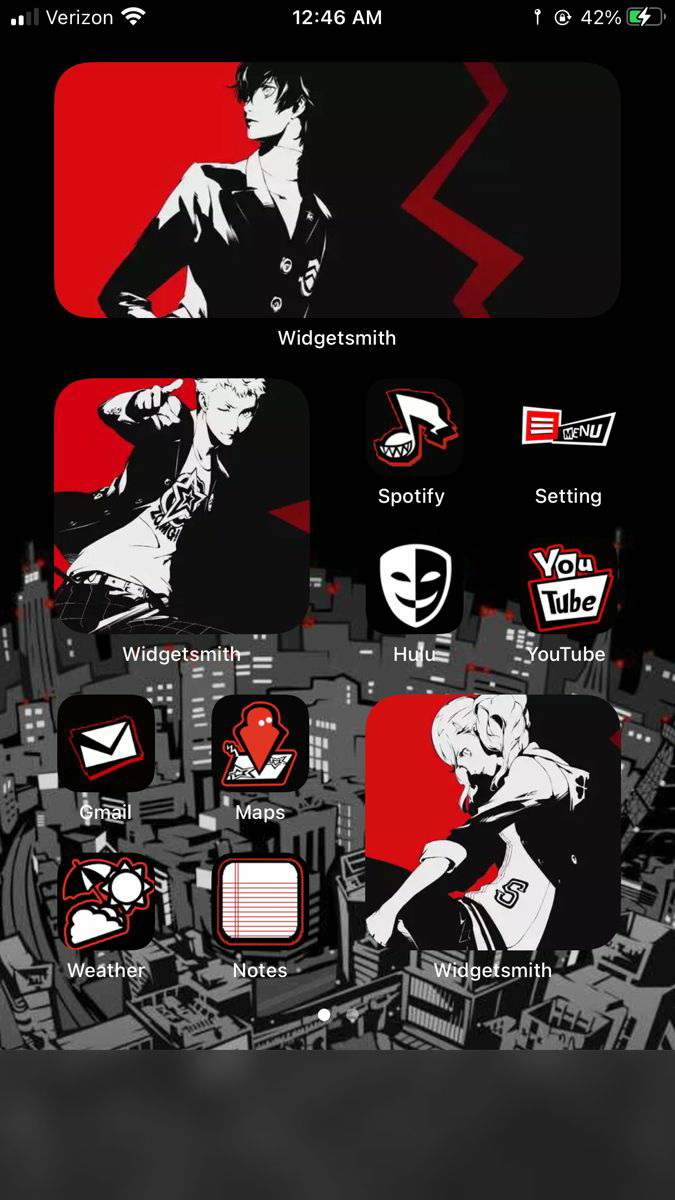 Verizon 12:46 AM 42%
Widgetsmith
Spotify
MENU
Setting
Widgetsmith
Hulu
You
Tube
YouTube
Gmail
Maps
S
Weather
Notes
Widgetsmith